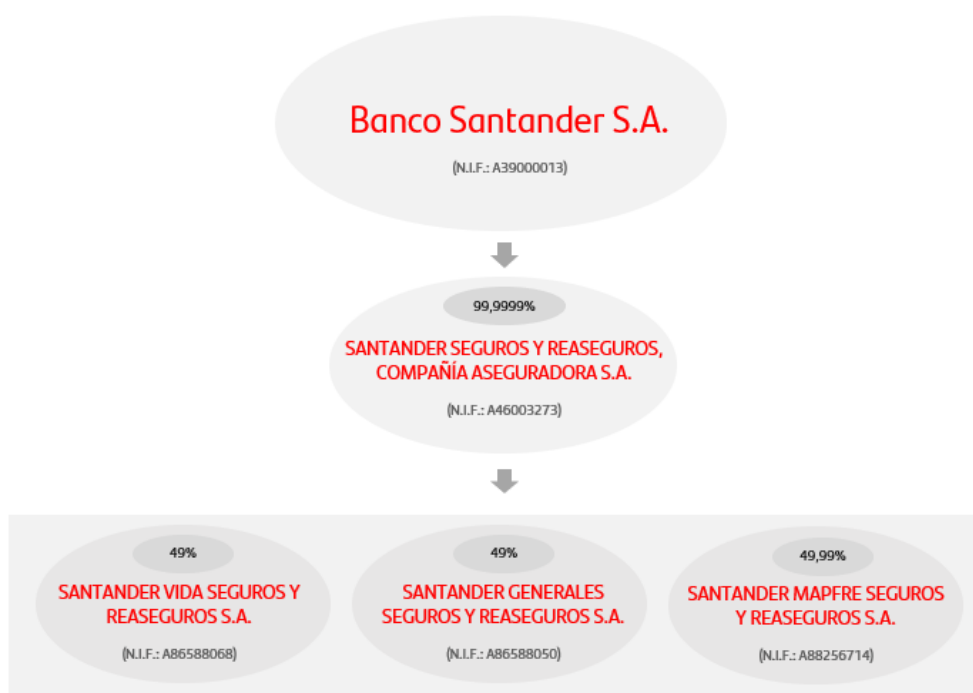 Banco Santander S.A.
(N.I.F.: A39000013)
99,9999%
SANTANDER SEGUROS Y REASEGUROS,
COMPAÑÍA ASEGURADORA S.A.
(N.I.F.: A46003273)
49%
SANTANDER VIDA SEGUROS Y
REASEGUROS S.A.
(N.I.F.: A86588068)
49%
SANTANDER GENERALES
SEGUROS Y REASEGUROS S.A.
(N.I.F.: A86588050)
49,99%
SANTANDER MAPFRE SEGUROS
Y REASEGUROS S.A.
(N.I.F.: A88256714)